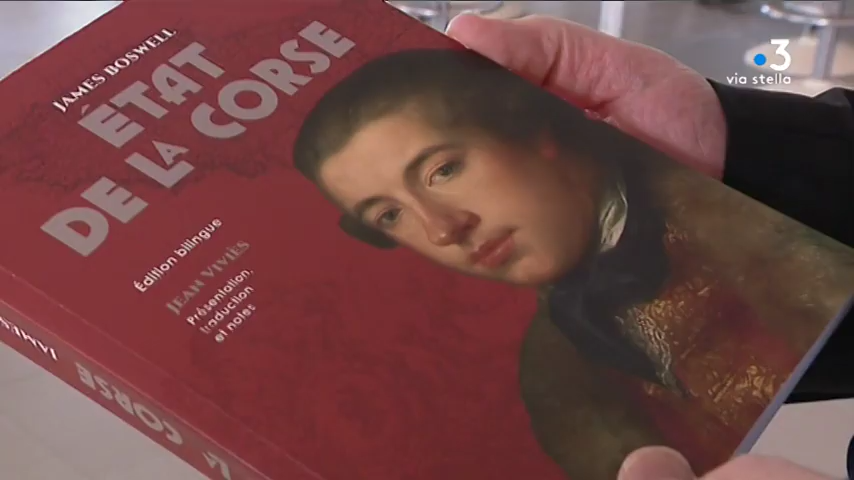 JAMES BOSWELL
ÉTAT
DE LA CORSE
Édition bilingue
JEAN VIVIÈS
Présentation,
traduction
et notes
3
via stella
JAMES
LA CORSE